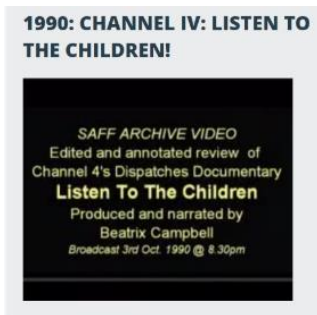 1990: CHANNEL IV: LISTEN TO
THE CHILDREN!
SAFF ARCHIVE VIDEO
Edited and annotated review of
Channel 4's Dispatches Documentary
Listen To The Children
Produced and narrated by
Beatrix Campbell
Broadcast 3rd Oct. 1990 @ 8.30pm